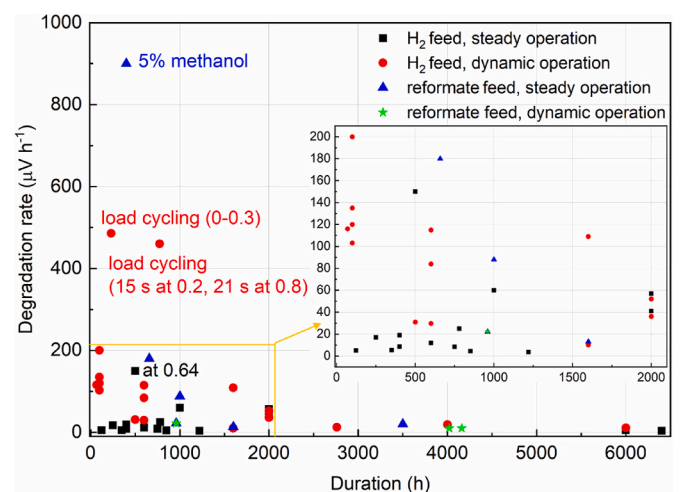 1000
800
600
400
200
0
Degradation rate (μV h⁻¹)
5% methanol
H₂ feed, steady operation
H₂ feed, dynamic operation
reformate feed, steady operation
reformate feed, dynamic operation
load cycling (0-0.3)
load cycling
(15 s at 0.2, 21 s at 0.8)
at 0.64
200
180
160
140
120
100
80
60
40
20
0
0 500 1000 1500 2000
0 1000 2000 3000 4000 5000 6000
Duration (h)